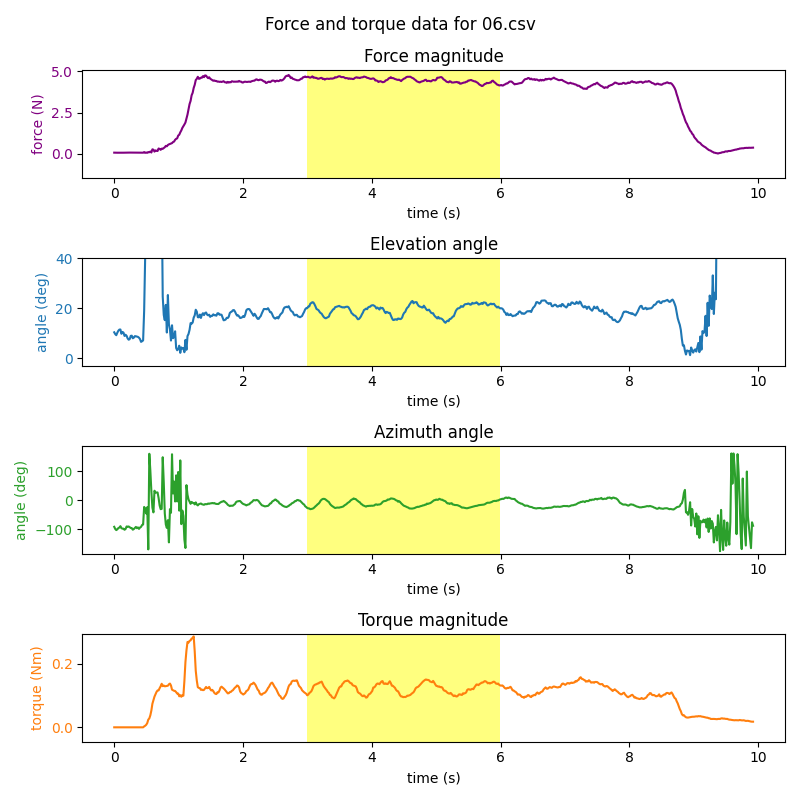 Force and torque data for 06.csv
Force magnitude
force (N)
5.0
2.5
0.0
0 2 4 6 8 10
time (s)
Elevation angle
angle (deg)
40
20
0
0 2 4 6 8 10
time (s)
Azimuth angle
angle (deg)
100
0
−100
0 2 4 6 8 10
time (s)
Torque magnitude
torque (Nm)
0.2
0.0
0 2 4 6 8 10
time (s)